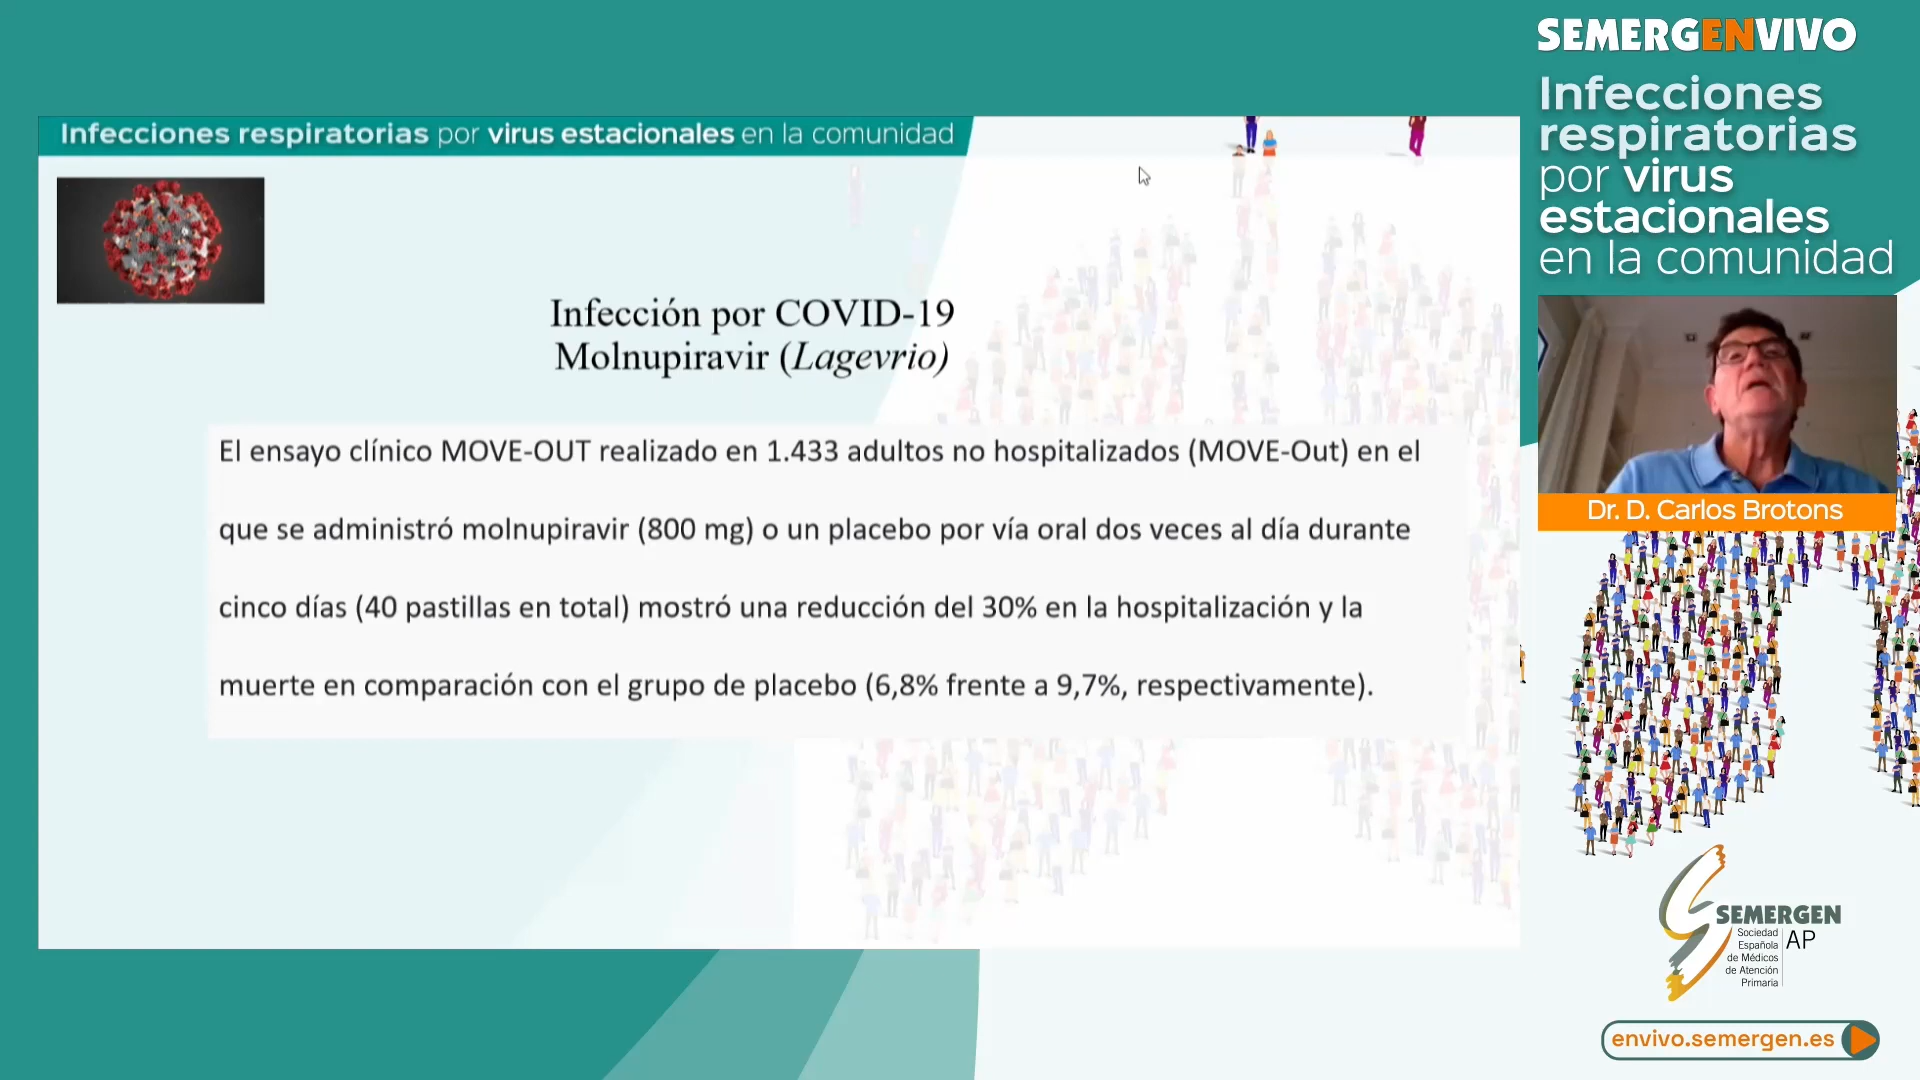 SEMERGENVIVO
Infecciones
respiratorias
por virus
estacionales
en la comunidad
Infecciones respiratorias por virus estacionales en la comunidad
Infección por COVID-19
Molnupiravir (Lagevrio)
El ensayo clínico MOVE-OUT realizado en 1.433 adultos no hospitalizados (MOVE-Out) en el
que se administró molnupiravir (800 mg) o un placebo por vía oral dos veces al día durante
cinco días (40 pastillas en total) mostró una reducción del 30% en la hospitalización y la
muerte en comparación con el grupo de placebo (6,8% frente a 9,7%, respectivamente).
Dr. D. Carlos Brotons
SEMERGEN
Sociedad
Española
de Médicos
de Atención
Primaria
AP
envivo.semergen.es